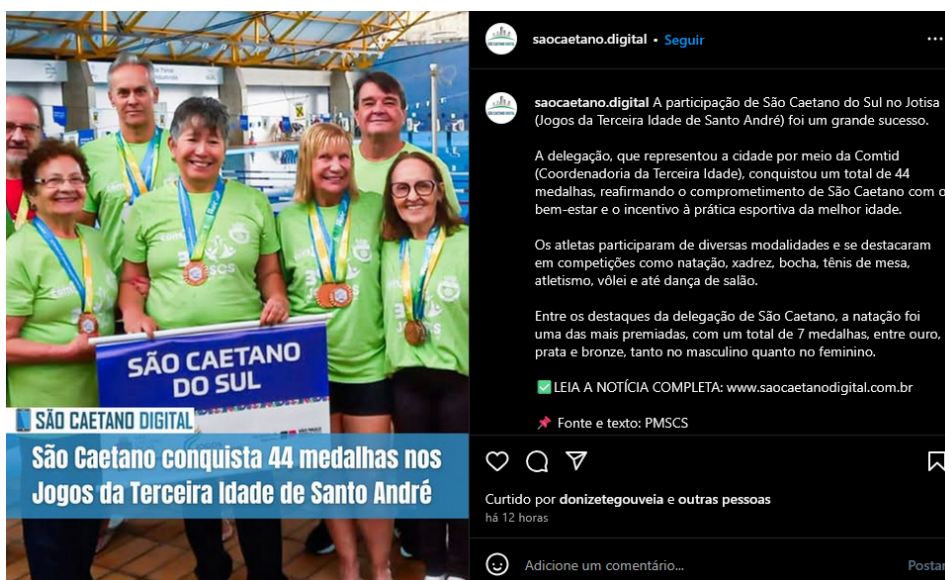 SÃO CAETANO
DO SUL
SÃO CAETANO DIGITAL
São Caetano conquista 44 medalhas nos
Jogos da Terceira Idade de Santo André
saocaetano.digital • Seguir
saocaetano.digital A participação de São Caetano do Sul no Jotisa
(Jogos da Terceira Idade de Santo André) foi um grande sucesso.
A delegação, que representou a cidade por meio da Comtid
(Coordenadoria da Terceira Idade), conquistou um total de 44
medalhas, reafirmando o comprometimento de São Caetano com o
bem-estar e o incentivo à prática esportiva da melhor idade.
Os atletas participaram de diversas modalidades e se destacaram
em competições como natação, xadrez, bocha, tênis de mesa,
atletismo, vôlei e até dança de salão.
Entre os destaques da delegação de São Caetano, a natação foi
uma das mais premiadas, com um total de 7 medalhas, entre ouro,
prata e bronze, tanto no masculino quanto no feminino.
✅LEIA A NOTÍCIA COMPLETA: www.saocaetanodigital.com.br
📌 Fonte e texto: PMSCS
Curtido por donizetegouveia e outras pessoas
há 12 horas
Adicione um comentário...
Postar